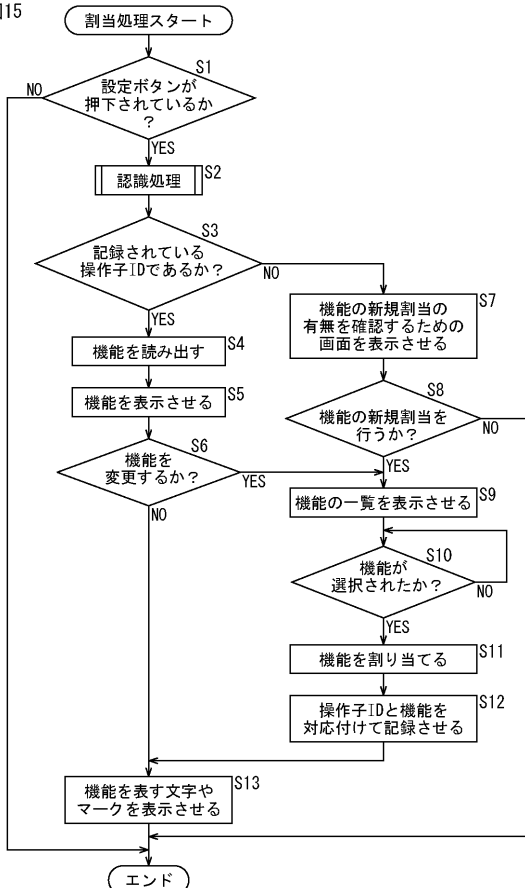 図15
割当処理スタート
S1
設定ボタンが
押下されているか
?
NO
YES
認識処理
S2
S3
記録されている
操作子IDであるか?
NO
YES
機能を読み出す
S4
機能を表示させる
S5
S6
機能を
変更するか?
YES
NO
機能の新規割当の
有無を確認するための
画面を表示させる
S7
S8
機能の新規割当を
行うか?
NO
YES
機能の一覧を表示させる
S9
S10
機能が
選択されたか?
NO
YES
機能を割り当てる
S11
操作子IDと機能を
対応付けて記録させる
S12
機能を表す文字や
マークを表示させる
S13
エンド